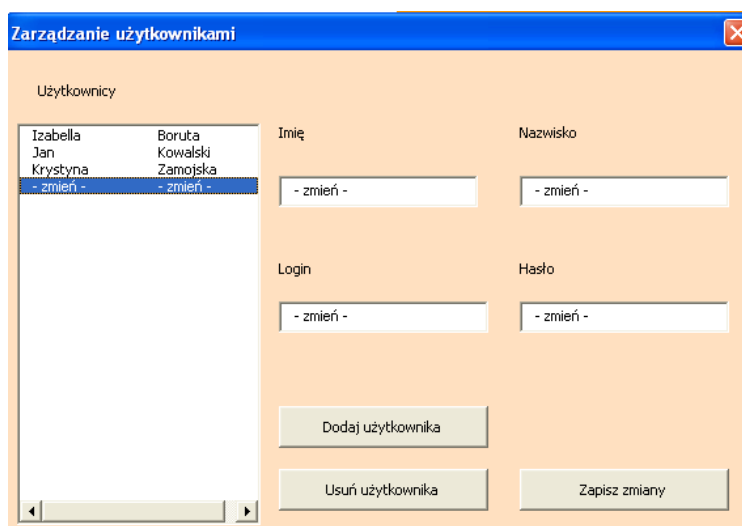 Zarządzanie użytkownikami
Użytkownicy
Izabella Boruta
Jan Kowalski
Krystyna Zamojska
- zmień - - zmień -
Imię Nazwisko
- zmień - - zmień -
Login Hasło
- zmień - - zmień -
Dodaj użytkownika
Usuń użytkownika Zapisz zmiany